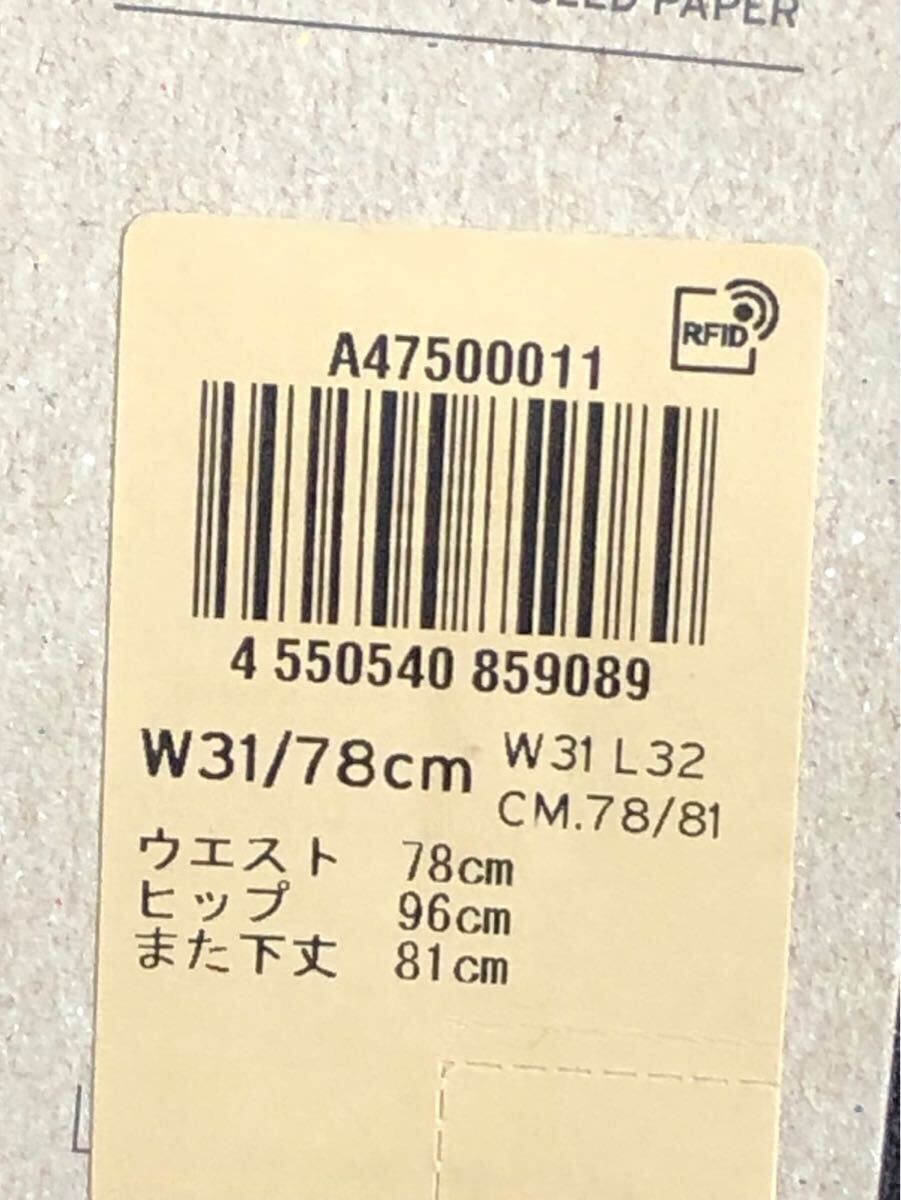 PAPER
RFID
A47500011
4 550540 859089
W31/78cm
W31 L32
CM.78/81
ウエスト 78cm
ヒップ 96cm
また下丈 81cm